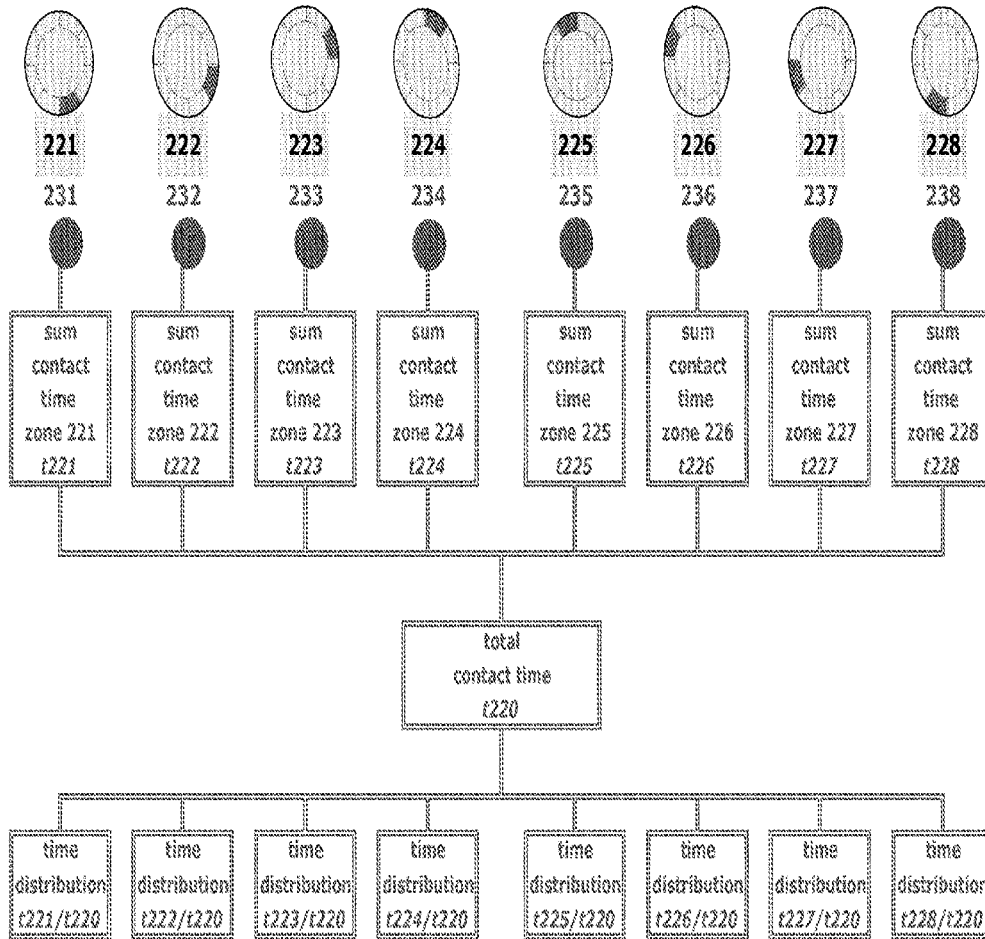 221 222 223 224 225 226 227 228
231 232 233 234 235 236 237 238
sum
contact
time
zone 221
t221
sum
contact
time
zone 222
t222
sum
contact
time
zone 223
t223
sum
contact
time
zone 224
t224
sum
contact
time
zone 225
t225
sum
contact
time
zone 226
t226
sum
contact
time
zone 227
t227
sum
contact
time
zone 228
t228
total
contact time
t220
time
distribution
t221/t220
time
distribution
t222/t220
time
distribution
t223/t220
time
distribution
t224/t220
time
distribution
t225/t220
time
distribution
t226/t220
time
distribution
t227/t220
time
distribution
t228/t220